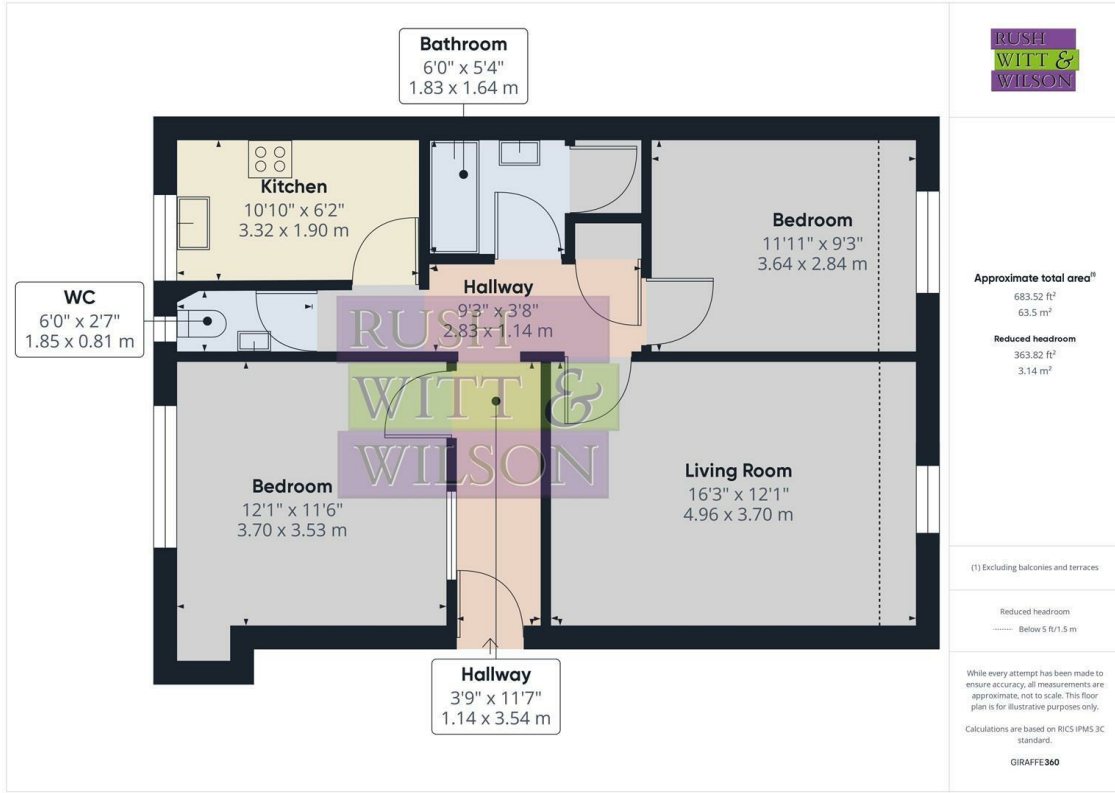 Bathroom
6'0" x 5'4"
1.83 x 1.64 m
Kitchen
10'10" x 6'2"
3.32 x 1.90 m
Bedroom
11'11" x 9'3"
3.64 x 2.84 m
WC
6'0" x 2'7"
1.85 x 0.81 m
Hallway
9'3" x 3'8"
2.83 x 1.14 m
RUSH
WITT &
WILSON
Bedroom
12'1" x 11'6"
3.70 x 3.53 m
Living Room
16'3" x 12'1"
4.96 x 3.70 m
Hallway
3'9" x 11'7"
1.14 x 3.54 m
RUSH
WITT &
WILSON
Approximate total area(1)
683.52 ft²
63.5 m²
Reduced headroom
363.82 ft²
3.14 m²
(1) Excluding balconies and terraces
Reduced headroom
Below 5 ft/1.5 m
While every attempt has been made to
ensure accuracy, all measurements are
approximate, not to scale. This floor
plan is for illustrative purposes only.
Calculations are based on RICS IPMS 3C
standard.
GIRAFFE360